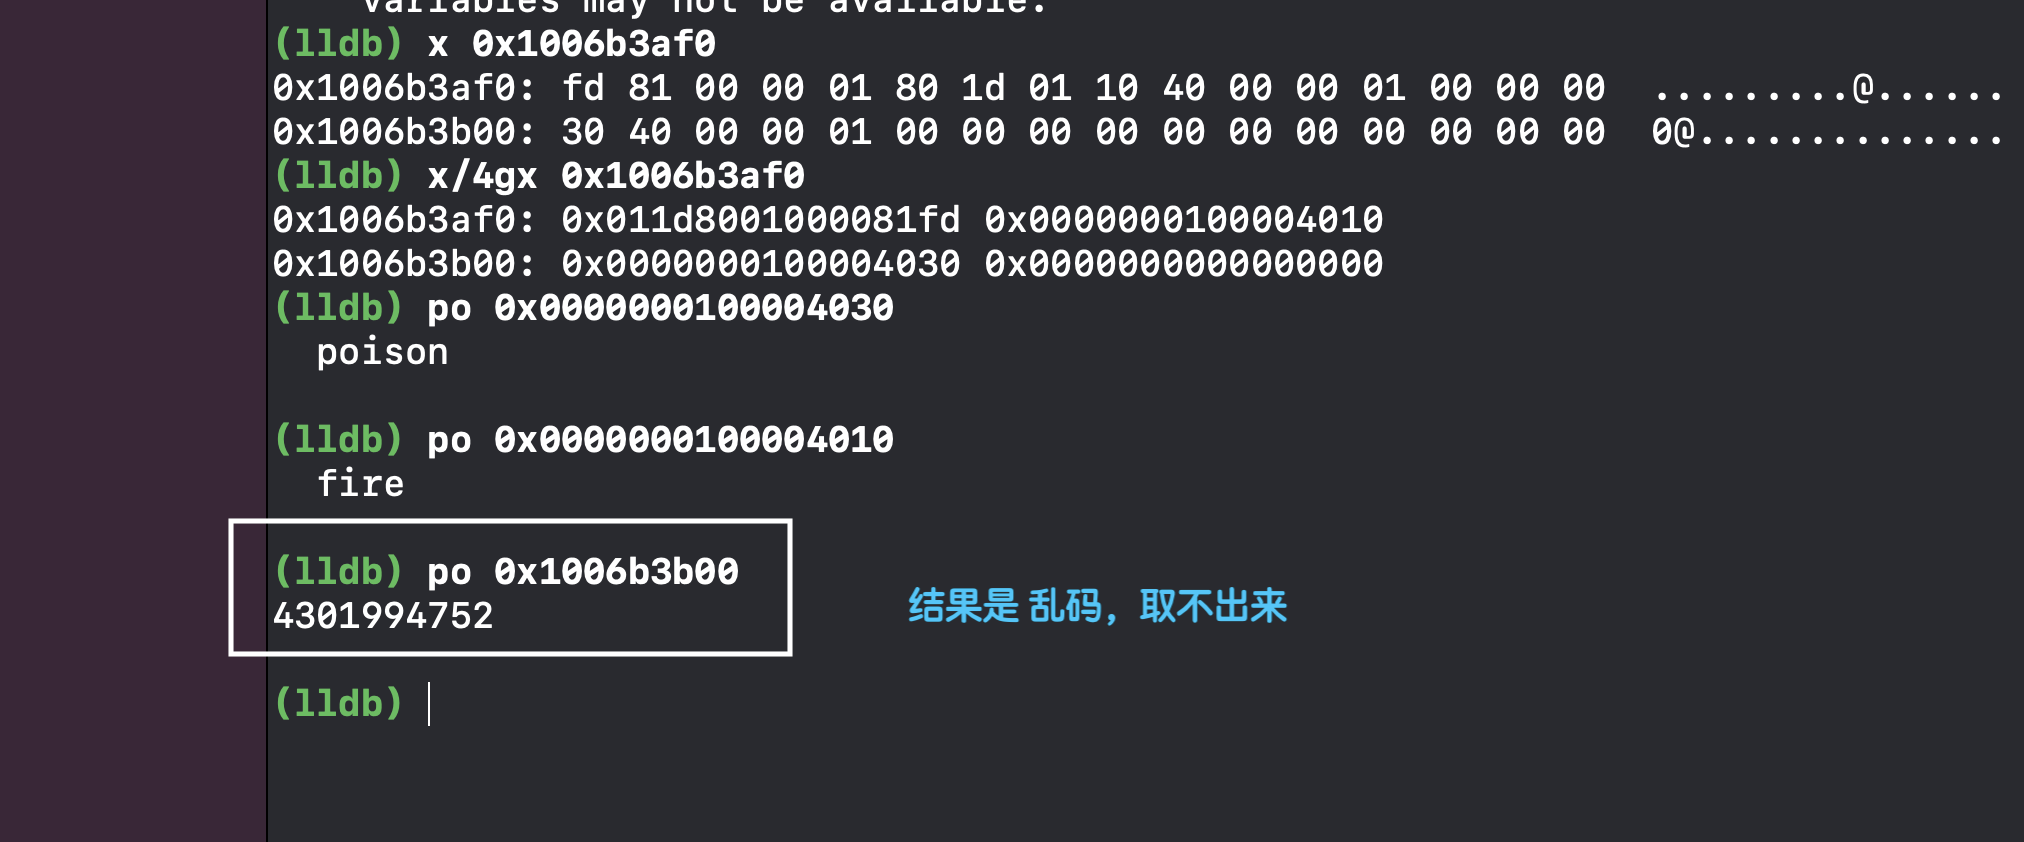 variables may not be available.
(lldb) x 0x1006b3af0
0x1006b3af0: fd 81 00 00 01 80 1d 01 10 40 00 00 01 00 00 00  .........@......
0x1006b3b00: 30 40 00 00 01 00 00 00 00 00 00 00 00 00 00 00  0@..............
(lldb) x/4gx 0x1006b3af0
0x1006b3af0: 0x011d8001000081fd 0x0000000100004010
0x1006b3b00: 0x0000000100004030 0x0000000000000000
(lldb) po 0x0000000100004030
poison
(lldb) po 0x0000000100004010
fire
(lldb) po 0x1006b3b00
4301994752
结果是 乱码，取不出来
(lldb)